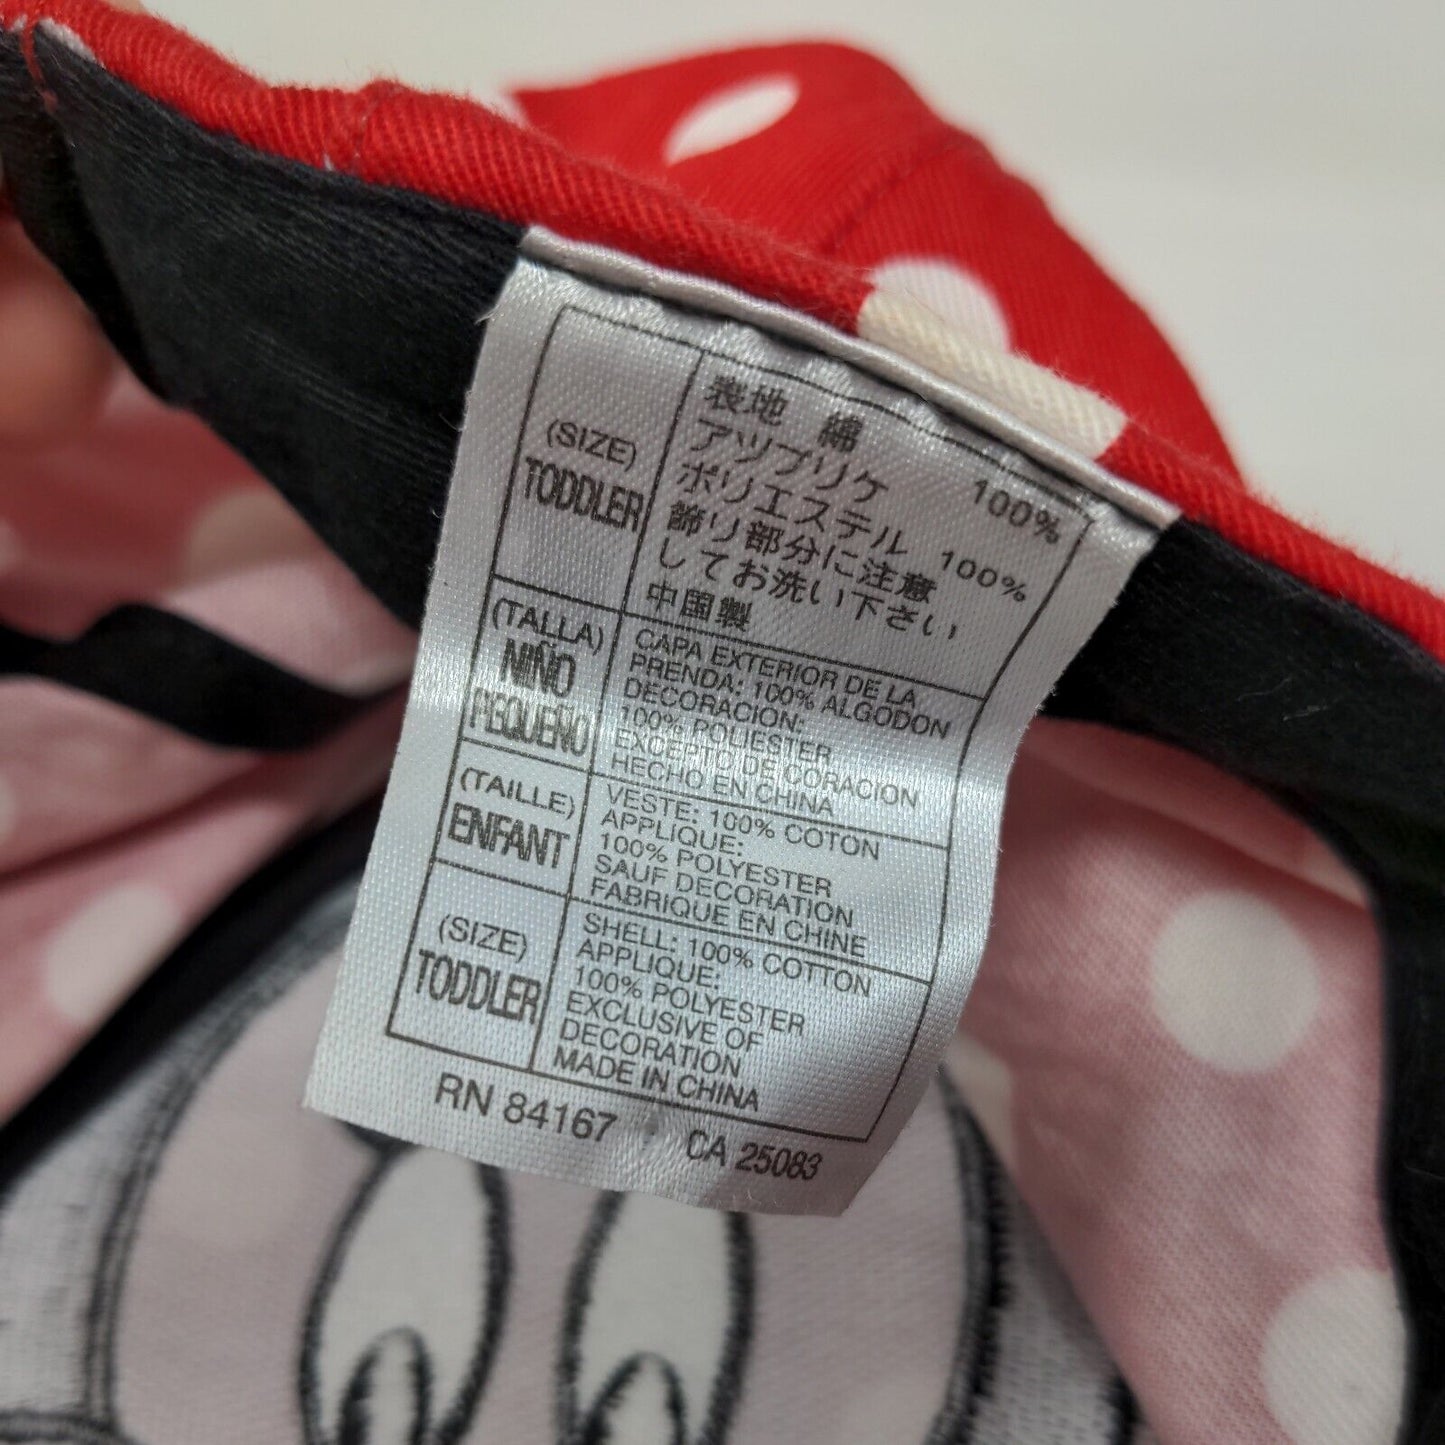 (SIZE)
TODDLER
表地 綿 100%
アツプリケ
ポリエステル 100%
飾り部分に注意
してお洗い下さい
中国製
(TALLA)
NIÑO
PEQUEÑO
CAPA EXTERIOR DE LA
PRENDA: 100% ALGODON
DECORACION:
100% POLIESTER
EXCEPTO DE CORACION
HECHO EN CHINA
(TAILLE)
ENFANT
VESTE: 100% COTON
APPLIQUE:
100% POLYESTER
SAUF DECORATION
FABRIQUE EN CHINE
(SIZE)
TODDLER
SHELL: 100% COTTON
APPLIQUE:
100% POLYESTER
EXCLUSIVE OF
DECORATION
MADE IN CHINA
RN 84167 CA 25083